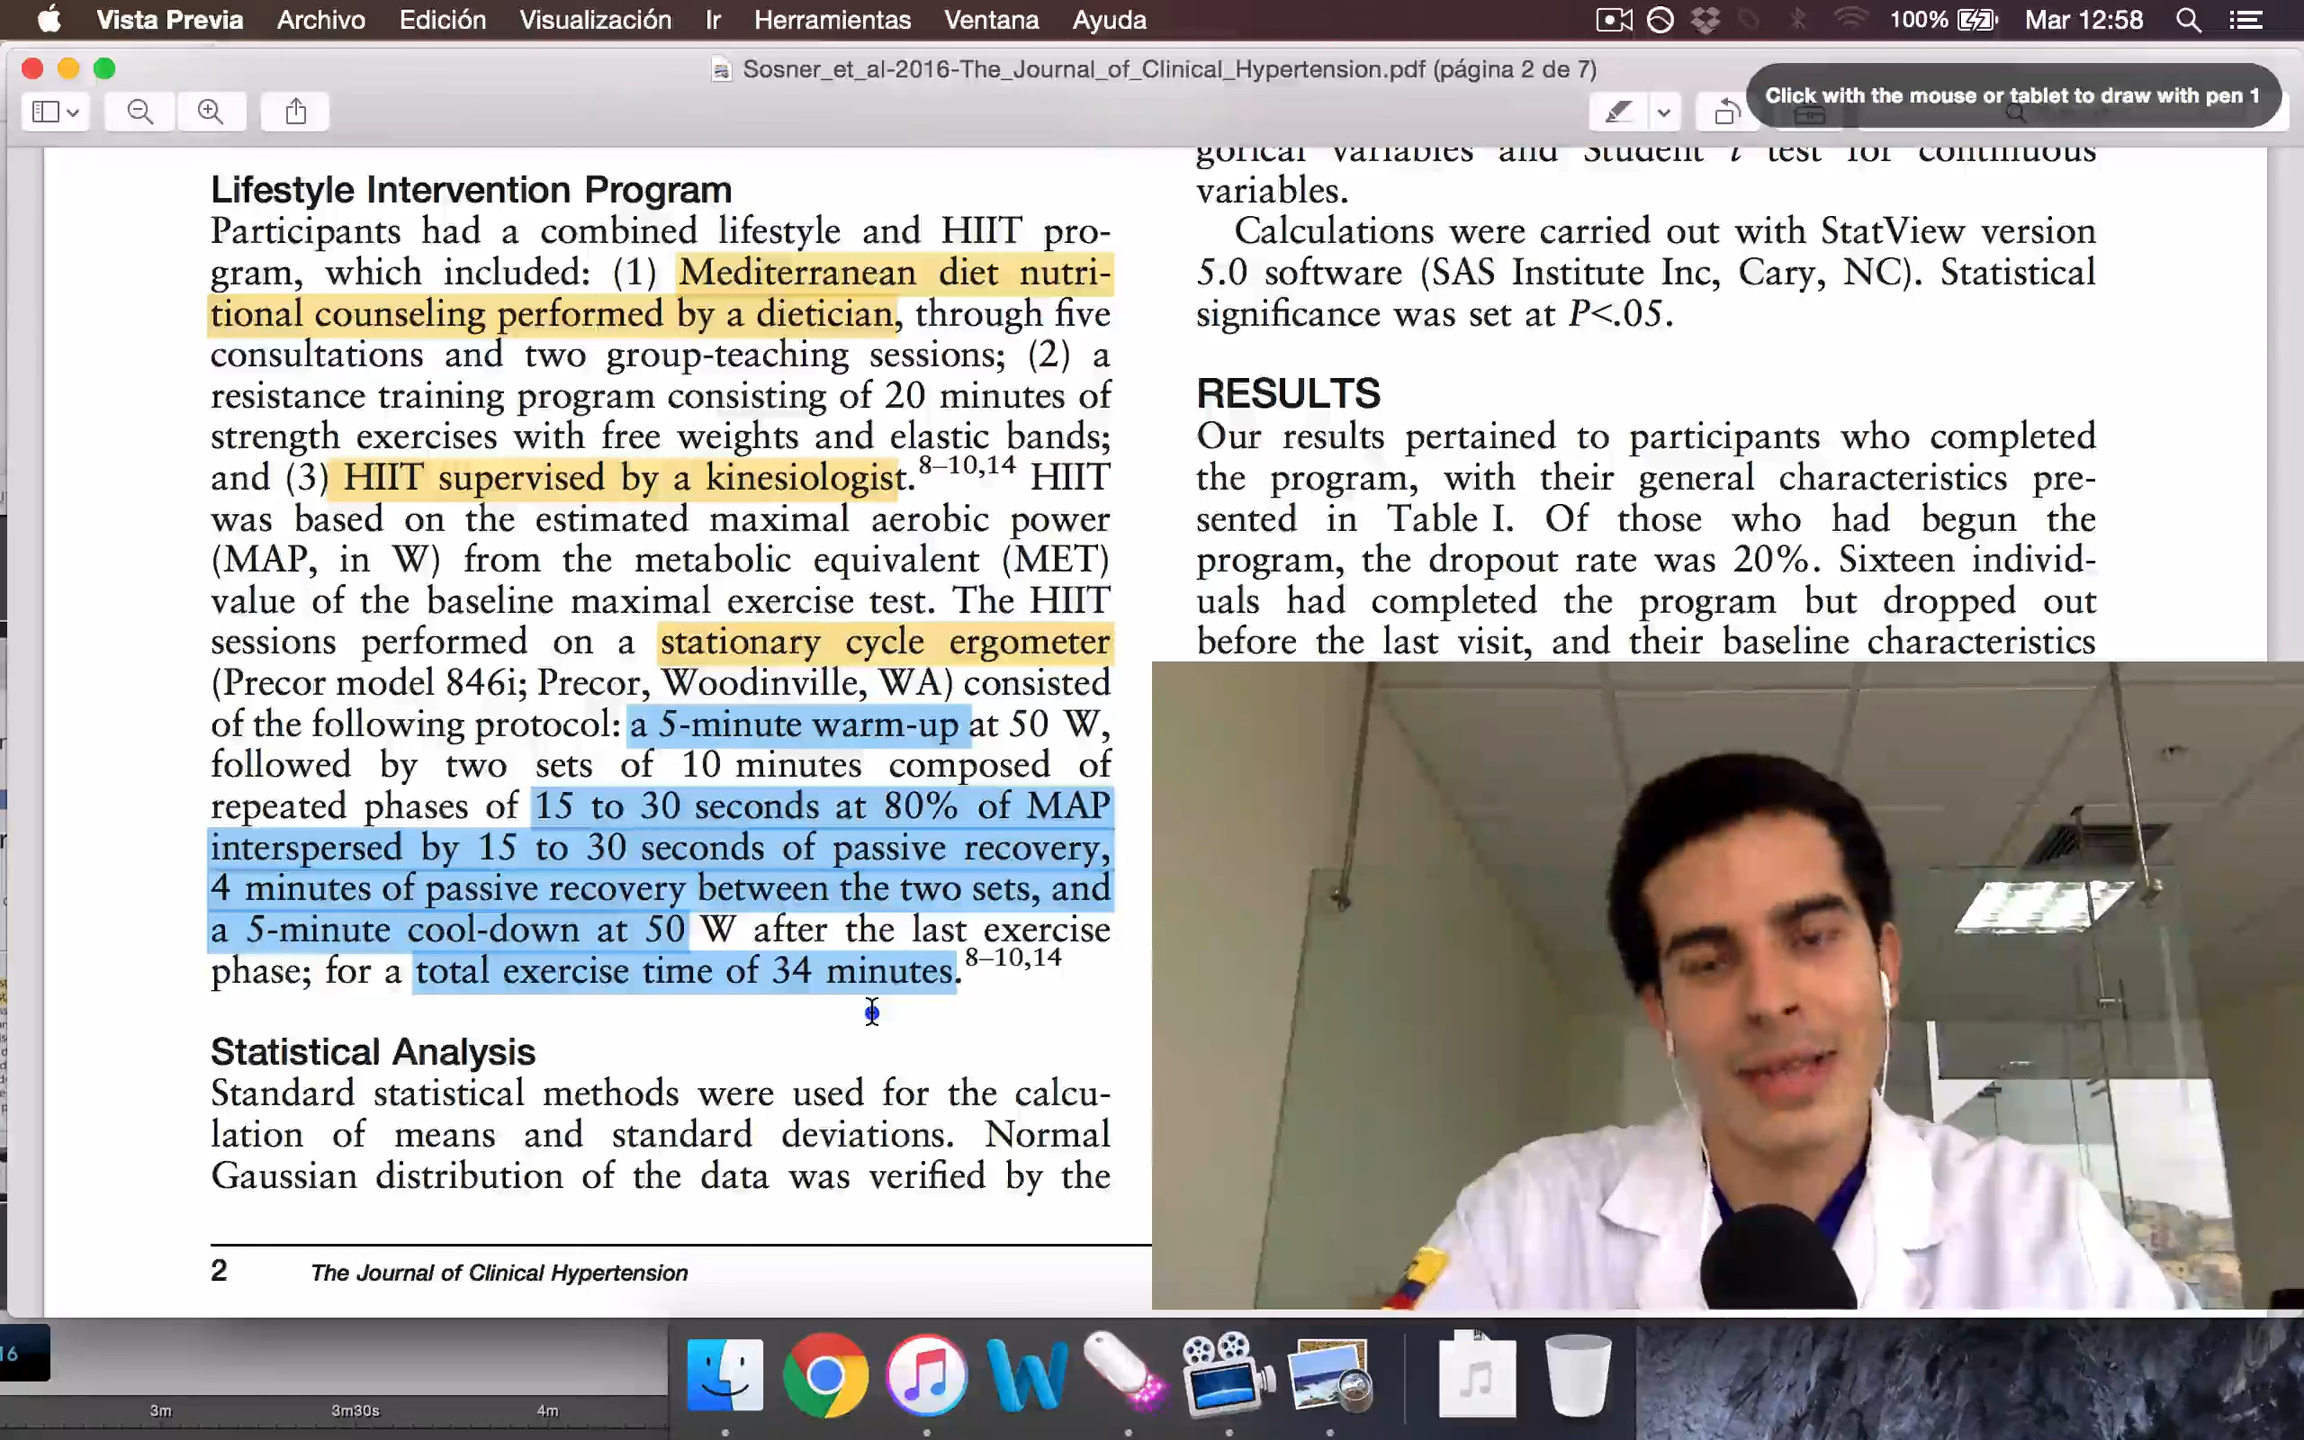 Vista Previa Archivo Edición Visualización Ir Herramientas Ventana Ayuda 100% Mar 12:58
Sosner_et_al-2016-The_Journal_of_Clinical_Hypertension.pdf (página 2 de 7)
Click with the mouse or tablet to draw with pen 1
Lifestyle Intervention Program
Participants had a combined lifestyle and HIIT pro-
gram, which included: (1) Mediterranean diet nutri-
tional counseling performed by a dietician, through five
consultations and two group-teaching sessions; (2) a
resistance training program consisting of 20 minutes of
strength exercises with free weights and elastic bands;
and (3) HIIT supervised by a kinesiologist.8–10,14 HIIT
was based on the estimated maximal aerobic power
(MAP, in W) from the metabolic equivalent (MET)
value of the baseline maximal exercise test. The HIIT
sessions performed on a stationary cycle ergometer
(Precor model 846i; Precor, Woodinville, WA) consisted
of the following protocol: a 5-minute warm-up at 50 W,
followed by two sets of 10 minutes composed of
repeated phases of 15 to 30 seconds at 80% of MAP
interspersed by 15 to 30 seconds of passive recovery,
4 minutes of passive recovery between the two sets, and
a 5-minute cool-down at 50 W after the last exercise
phase; for a total exercise time of 34 minutes.8–10,14
Statistical Analysis
Standard statistical methods were used for the calcu-
lation of means and standard deviations. Normal
Gaussian distribution of the data was verified by the
2 The Journal of Clinical Hypertension
gorical variables and Student t test for continuous
variables.
Calculations were carried out with StatView version
5.0 software (SAS Institute Inc, Cary, NC). Statistical
significance was set at P<.05.
RESULTS
Our results pertained to participants who completed
the program, with their general characteristics pre-
sented in Table I. Of those who had begun the
program, the dropout rate was 20%. Sixteen individ-
uals had completed the program but dropped out
before the last visit, and their baseline characteristics
16
3m 3m30s 4m